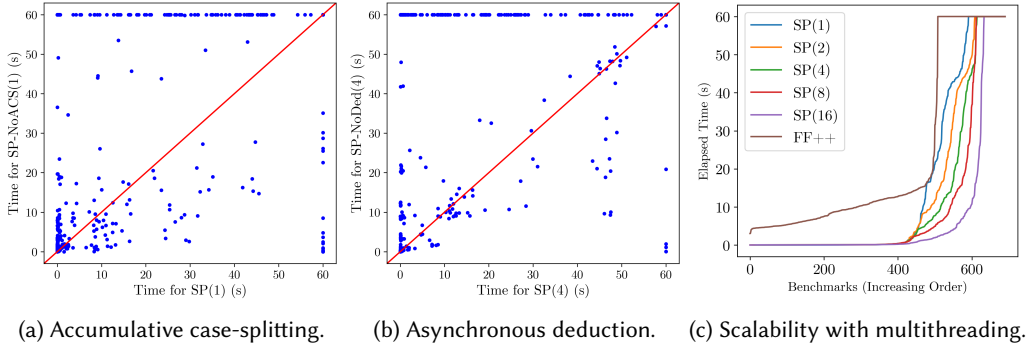 Time for SP-NoACS(1) (s)
60
50
40
30
20
10
0
0 10 20 30 40 50 60
Time for SP(1) (s)
(a) Accumulative case-splitting.
Time for SP-NoDed(4) (s)
60
50
40
30
20
10
0
0 10 20 30 40 50 60
Time for SP(4) (s)
(b) Asynchronous deduction.
Elapsed Time (s)
60
50
40
30
20
10
0
SP(1)
SP(2)
SP(4)
SP(8)
SP(16)
FF++
0 200 400 600
Benchmarks (Increasing Order)
(c) Scalability with multithreading.